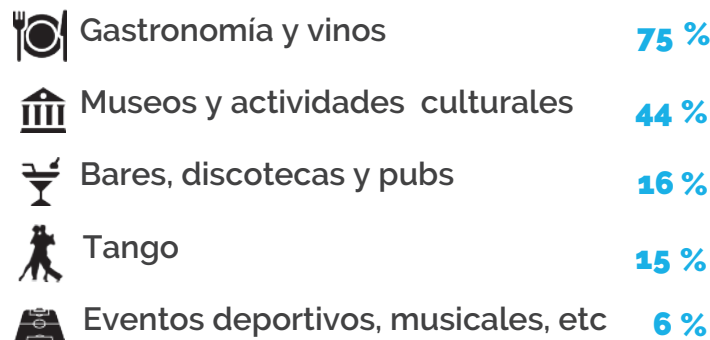 Gastronomía y vinos 75 %
Museos y actividades culturales 44 %
Bares, discotecas y pubs 16 %
Tango 15 %
Eventos deportivos, musicales, etc 6 %